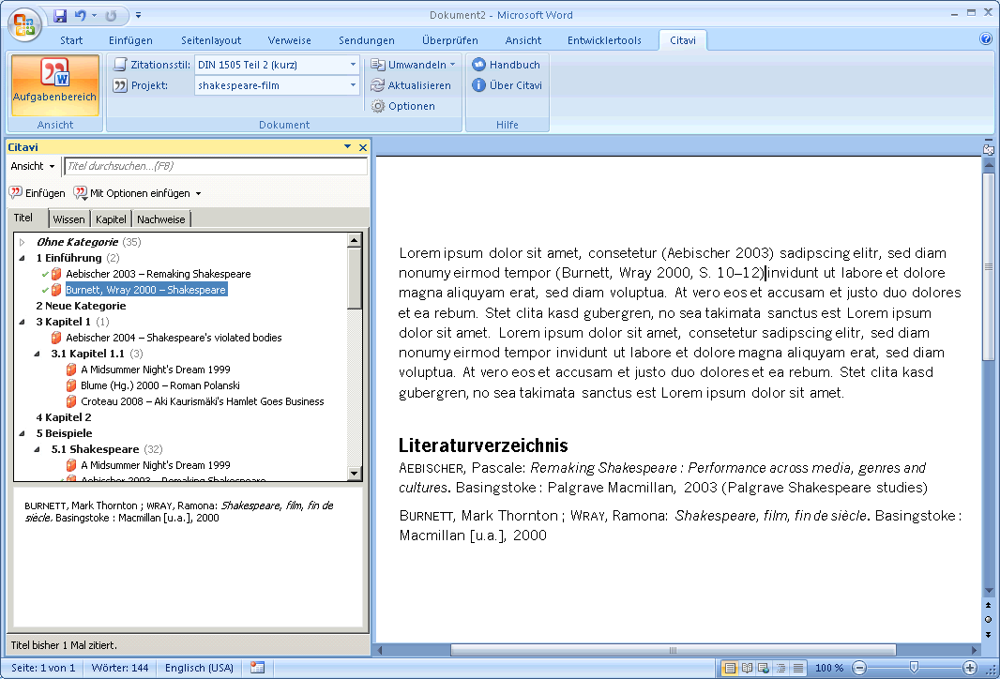 Dokument2 - Microsoft Word
Start Einfügen Seitenlayout Verweise Sendungen Überprüfen Ansicht Entwicklertools Citavi
Aufgabenbereich
Ansicht
Zitationsstil: DIN 1505 Teil 2 (kurz)
Projekt: shakespeare-film
Umwandeln
Aktualisieren
Optionen
Dokument
Handbuch
Über Citavi
Hilfe
Citavi
Ansicht Titel durchsuchen...(F8)
Einfügen Mit Optionen einfügen
Titel Wissen Kapitel Nachweise
Ohne Kategorie (35)
1 Einführung (2)
Aebischer 2003 – Remaking Shakespeare
Burnett, Wray 2000 – Shakespeare
2 Neue Kategorie
3 Kapitel 1 (1)
Aebischer 2004 – Shakespeare's violated bodies
3.1 Kapitel 1.1 (3)
A Midsummer Night's Dream 1999
Blume (Hg.) 2000 – Roman Polanski
Croteau 2008 – Aki Kaurismäki's Hamlet Goes Business
4 Kapitel 2
5 Beispiele
5.1 Shakespeare (32)
A Midsummer Night's Dream 1999
Aebischer 2003 – Remaking Shakespeare
BURNETT, Mark Thornton ; WRAY, Ramona: Shakespeare, film, fin de
siècle. Basingstoke : Macmillan [u.a.], 2000
Titel bisher 1 Mal zitiert.
Lorem ipsum dolor sit amet, consetetur (Aebischer 2003) sadipscing elitr, sed diam
nonumy eirmod tempor (Burnett, Wray 2000, S. 10–12) invidunt ut labore et dolore
magna aliquyam erat, sed diam voluptua. At vero eos et accusam et justo duo dolores
et ea rebum. Stet clita kasd gubergren, no sea takimata sanctus est Lorem ipsum
dolor sit amet. Lorem ipsum dolor sit amet, consetetur sadipscing elitr, sed diam
nonumy eirmod tempor invidunt ut labore et dolore magna aliquyam erat, sed diam
voluptua. At vero eos et accusam et justo duo dolores et ea rebum. Stet clita kasd
gubergren, no sea takimata sanctus est Lorem ipsum dolor sit amet.
Literaturverzeichnis
AEBISCHER, Pascale: Remaking Shakespeare : Performance across media, genres and
cultures. Basingstoke : Palgrave Macmillan, 2003 (Palgrave Shakespeare studies)
BURNETT, Mark Thornton ; WRAY, Ramona: Shakespeare, film, fin de siècle. Basingstoke :
Macmillan [u.a.], 2000
Seite: 1 von 1 Wörter: 144 Englisch (USA) 100 %